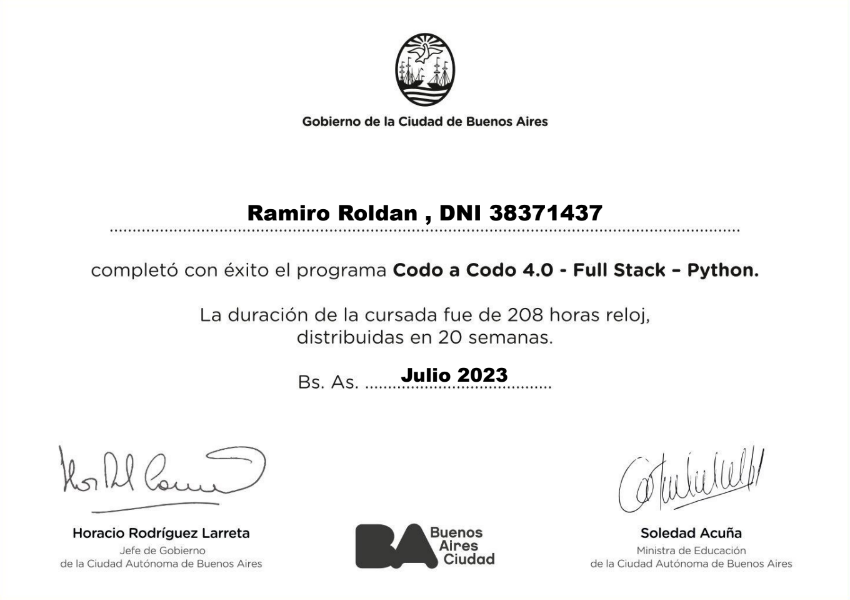 Gobierno de la Ciudad de Buenos Aires
Ramiro Roldan , DNI 38371437
completó con éxito el programa Codo a Codo 4.0 - Full Stack – Python.
La duración de la cursada fue de 208 horas reloj,
distribuidas en 20 semanas.
Bs. As. Julio 2023
Horacio Rodríguez Larreta
Jefe de Gobierno
de la Ciudad Autónoma de Buenos Aires
BA Buenos
Aires
Ciudad
Soledad Acuña
Ministra de Educación
de la Ciudad Autónoma de Buenos Aires